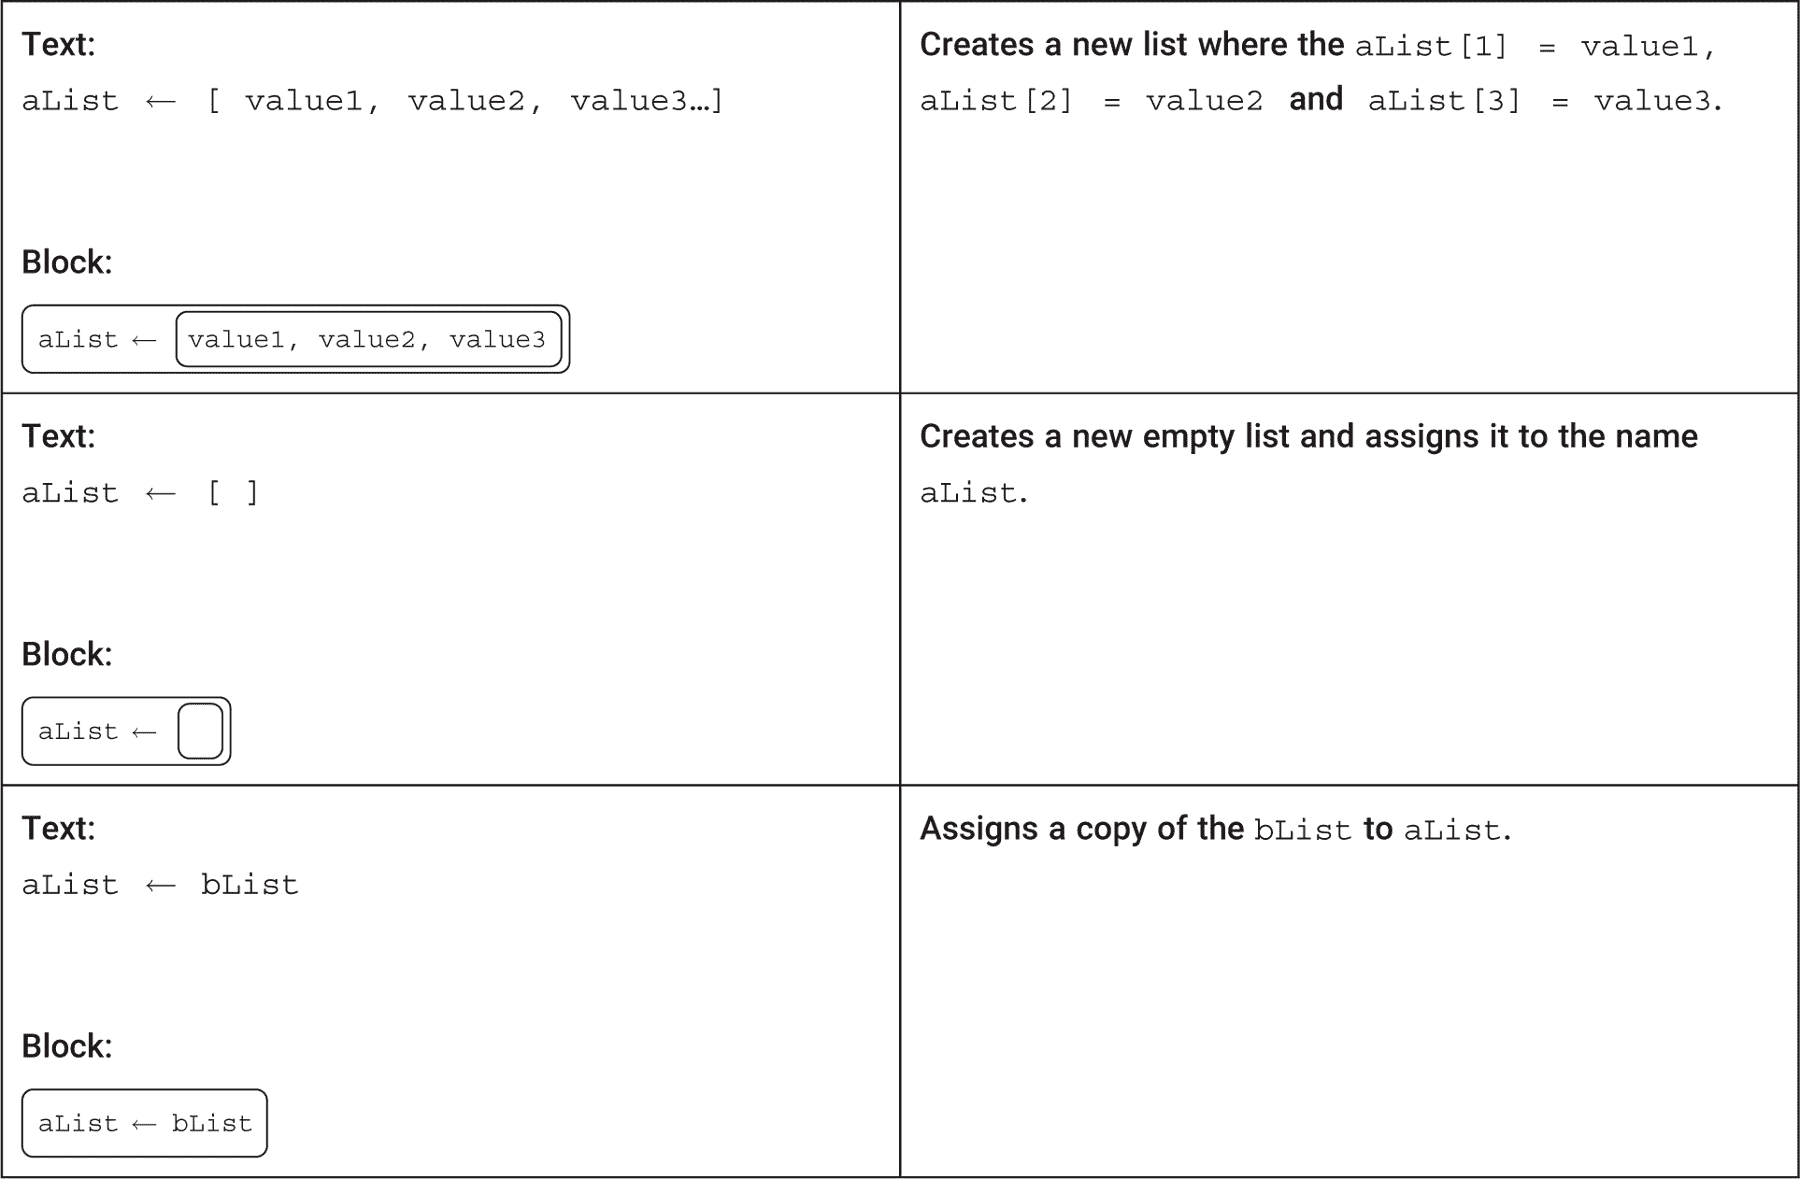 Text:
aList ← [ value1, value2, value3…]
Block:
aList ← value1, value2, value3
Creates a new list where the aList[1] = value1,
aList[2] = value2 and aList[3] = value3.
Text:
aList ← [ ]
Block:
aList ←
Creates a new empty list and assigns it to the name
aList.
Text:
aList ← bList
Block:
aList ← bList
Assigns a copy of the bList to aList.